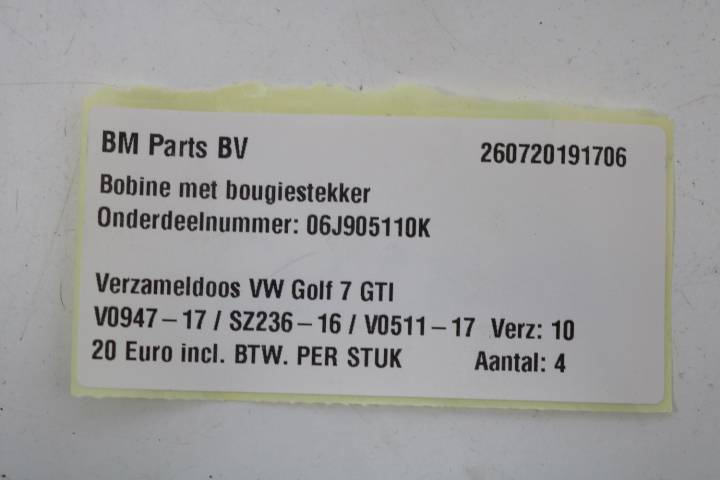 BM Parts BV 260720191706
Bobine met bougiestekker
Onderdeelnummer: 06J905110K
Verzameldoos VW Golf 7 GTI
V0947-17 / SZ236-16 / V0511-17 Verz: 10
20 Euro incl. BTW. PER STUK Aantal: 4